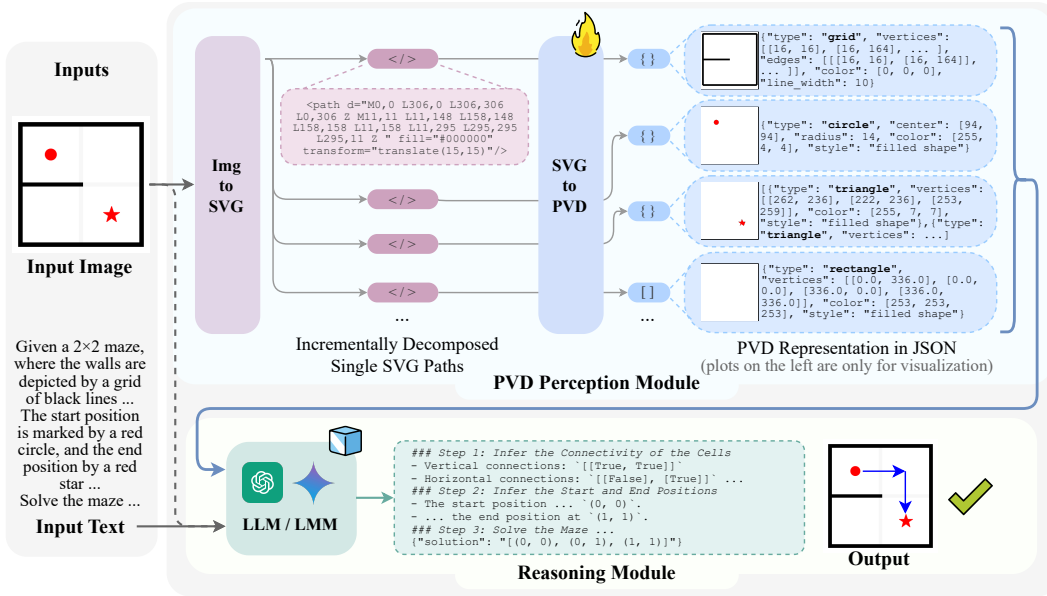 Inputs
Input Image
Given a 2×2 maze,
where the walls are
depicted by a grid
of black lines ...
The start position
is marked by a red
circle, and the end
position by a red
star ...
Solve the maze ...
Input Text
Img
to
SVG
</>
<path d="M0,0 L306,0 L306,306
L0,306 Z M11,11 L11,148 L158,148
L158,158 L11,158 L11,295 L295,295
L295,11 Z " fill="#000000"
transform="translate(15,15)"/>
</>
</>
</>
...
Incrementally Decomposed
Single SVG Paths
SVG
to
PVD
{}
{}
{}
[]
...
{"type": "grid", "vertices":
[[16, 16], [16, 164], ... ],
"edges": [[[16, 16], [16, 164]],
... ]], "color": [0, 0, 0],
"line_width": 10}
{"type": "circle", "center": [94,
94], "radius": 14, "color": [255,
4, 4], "style": "filled shape"}
[{"type": "triangle", "vertices":
[[262, 236], [222, 236], [253,
259]], "color": [255, 7, 7],
"style": "filled shape"},{"type":
"triangle", "vertices": ...]
{"type": "rectangle",
"vertices": [[0.0, 336.0], [0.0,
0.0], [336.0, 0.0], [336.0,
336.0]], "color": [253, 253,
253], "style": "filled shape"}
PVD Representation in JSON
(plots on the left are only for visualization)
PVD Perception Module
LLM / LMM
### Step 1: Infer the Connectivity of the Cells
- Vertical connections: `[[True, True]]`
- Horizontal connections: `[[False], [True]]` ...
### Step 2: Infer the Start and End Positions
- The start position ... `(0, 0)`.
- ... the end position at `(1, 1)`.
### Step 3: Solve the Maze ...
{"solution": "[(0, 0), (0, 1), (1, 1)]"}
Output
Reasoning Module